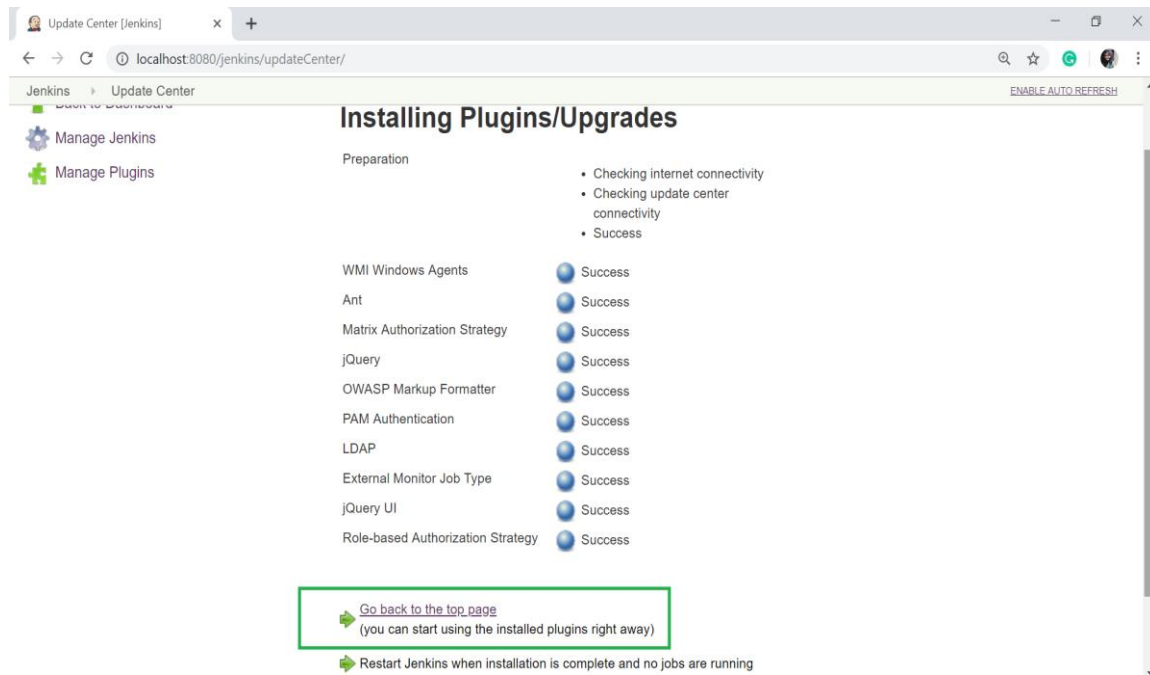 Update Center [Jenkins]
localhost:8080/jenkins/updateCenter/
Jenkins Update Center
ENABLE AUTO REFRESH
Back to Dashboard
Manage Jenkins
Manage Plugins
Installing Plugins/Upgrades
Preparation
• Checking internet connectivity
• Checking update center
connectivity
• Success
WMI Windows Agents Success
Ant Success
Matrix Authorization Strategy Success
jQuery Success
OWASP Markup Formatter Success
PAM Authentication Success
LDAP Success
External Monitor Job Type Success
jQuery UI Success
Role-based Authorization Strategy Success
Go back to the top page
(you can start using the installed plugins right away)
Restart Jenkins when installation is complete and no jobs are running